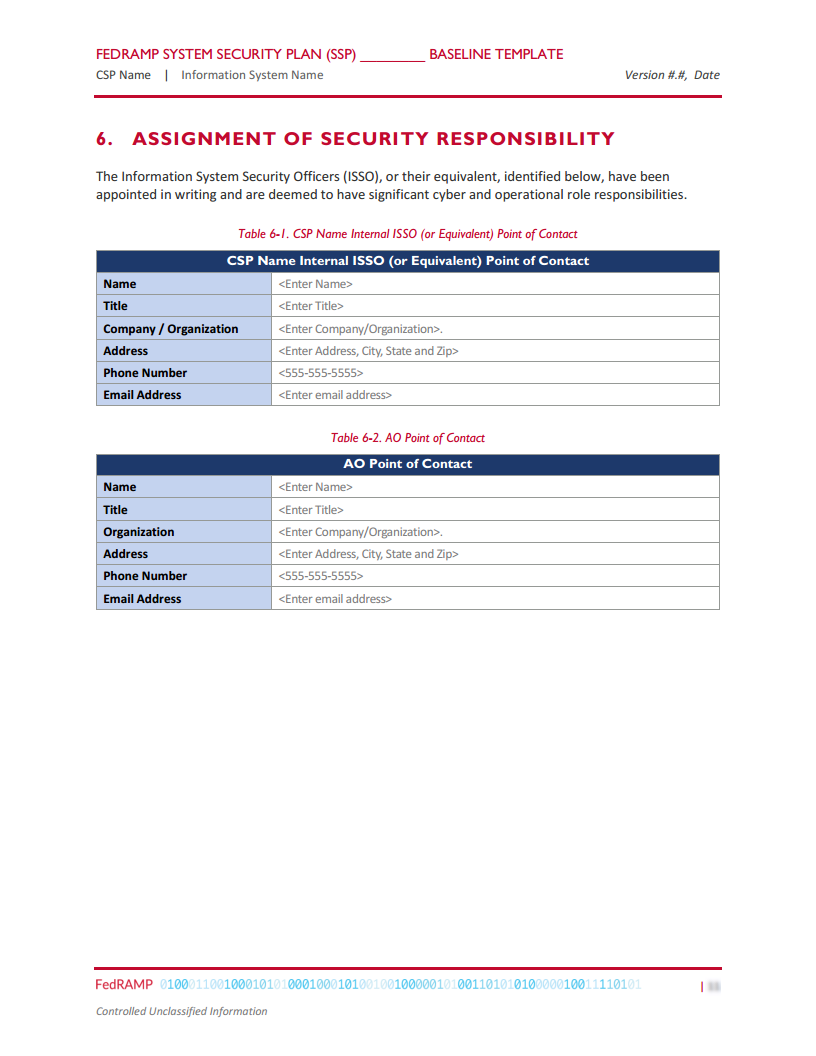 FEDRAMP SYSTEM SECURITY PLAN (SSP) _________ BASELINE TEMPLATE
CSP Name | Information System Name Version #.#, Date
6. ASSIGNMENT OF SECURITY RESPONSIBILITY
The Information System Security Officers (ISSO), or their equivalent, identified below, have been
appointed in writing and are deemed to have significant cyber and operational role responsibilities.
Table 6-1. CSP Name Internal ISSO (or Equivalent) Point of Contact
CSP Name Internal ISSO (or Equivalent) Point of Contact
Name <Enter Name>
Title <Enter Title>
Company / Organization <Enter Company/Organization>.
Address <Enter Address, City, State and Zip>
Phone Number <555-555-5555>
Email Address <Enter email address>
Table 6-2. AO Point of Contact
AO Point of Contact
Name <Enter Name>
Title <Enter Title>
Organization <Enter Company/Organization>.
Address <Enter Address, City, State and Zip>
Phone Number <555-555-5555>
Email Address <Enter email address>
FedRAMP 010001100100010101000100010100100100000101001101010100000010011110101 |
Controlled Unclassified Information